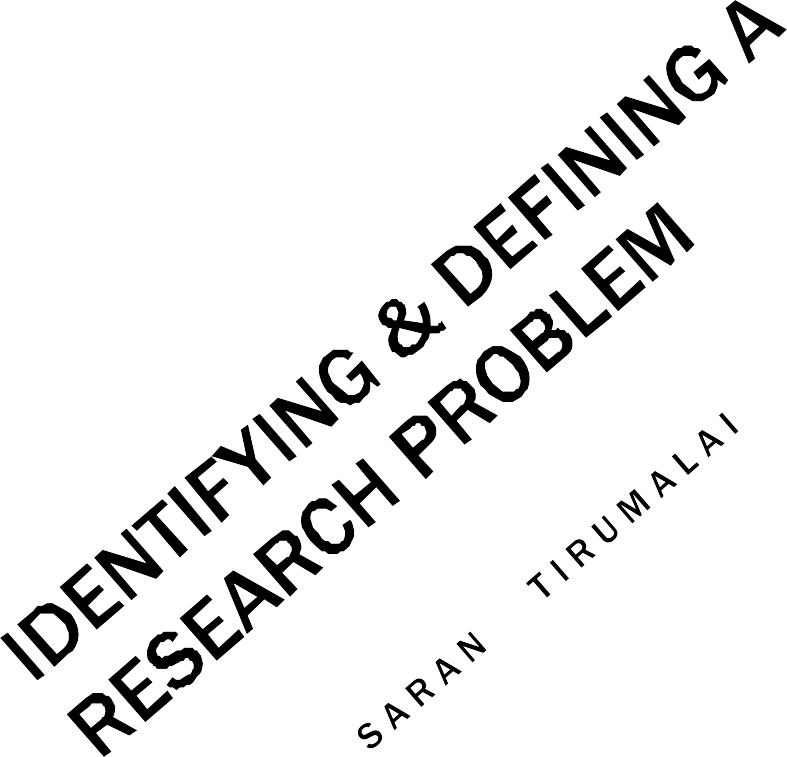 IDENTIFYING & DEFINING A
RESEARCH PROBLEM
SARAN TIRUMALAI